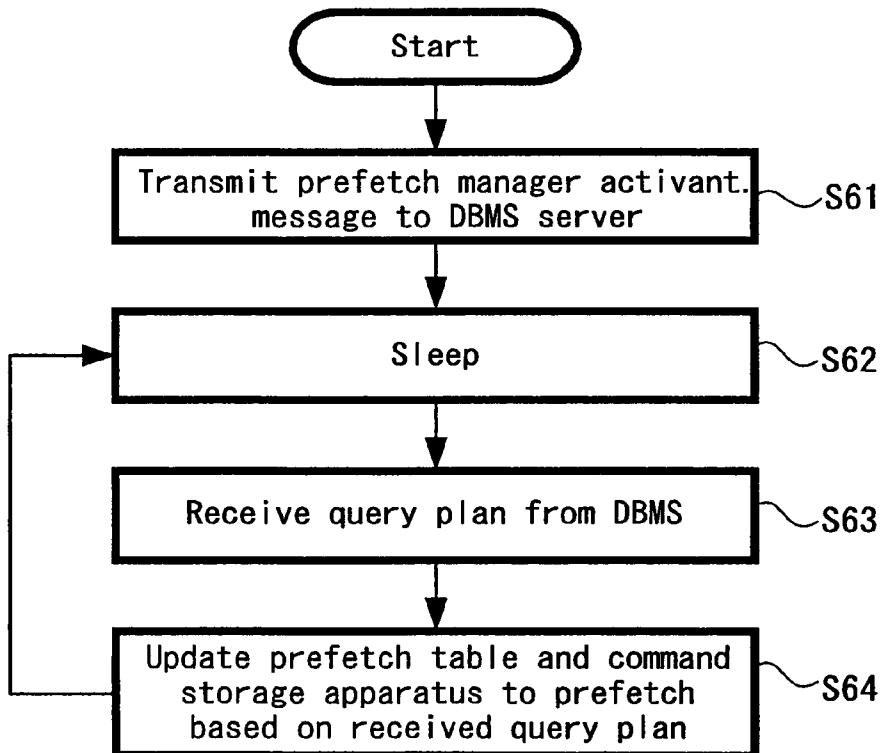 Start
Transmit prefetch manager activant.
message to DBMS server
S61
Sleep
S62
Receive query plan from DBMS
S63
Update prefetch table and command
storage apparatus to prefetch
based on received query plan
S64